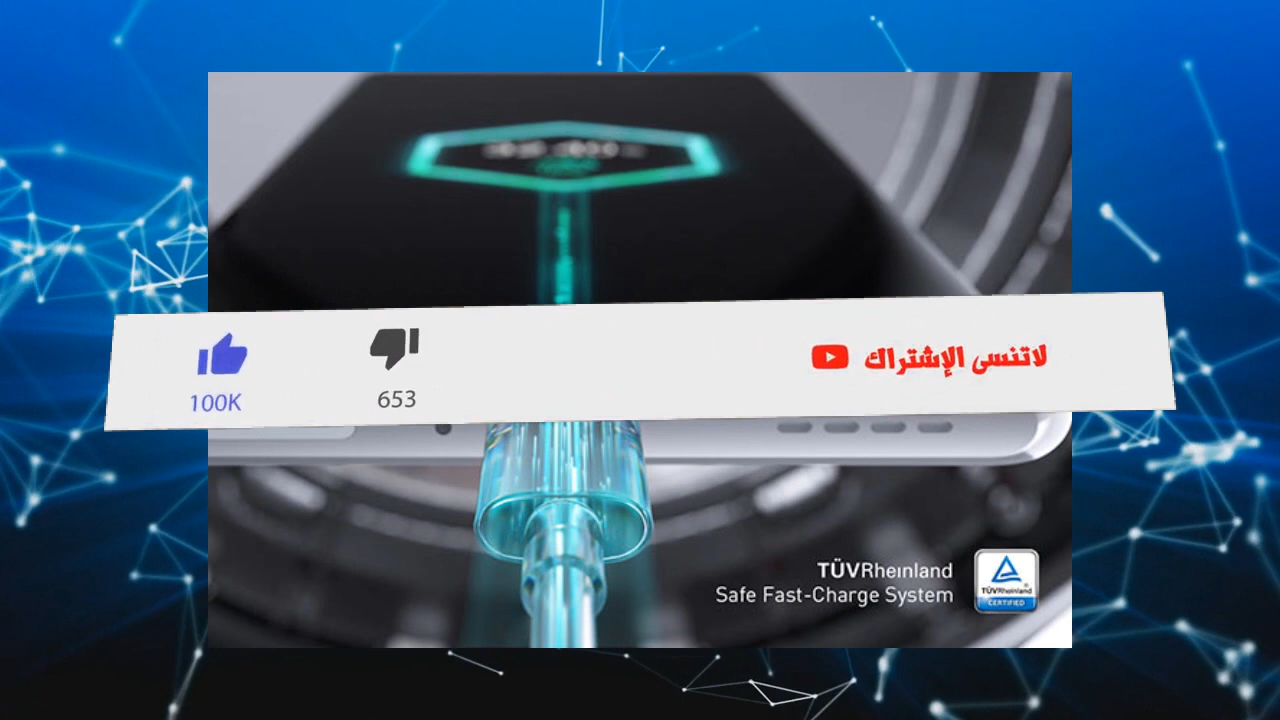 لاتنسى الإشتراك
100K
653
TÜVRheinland
Safe Fast-Charge System
TÜVRheinland
CERTIFIED